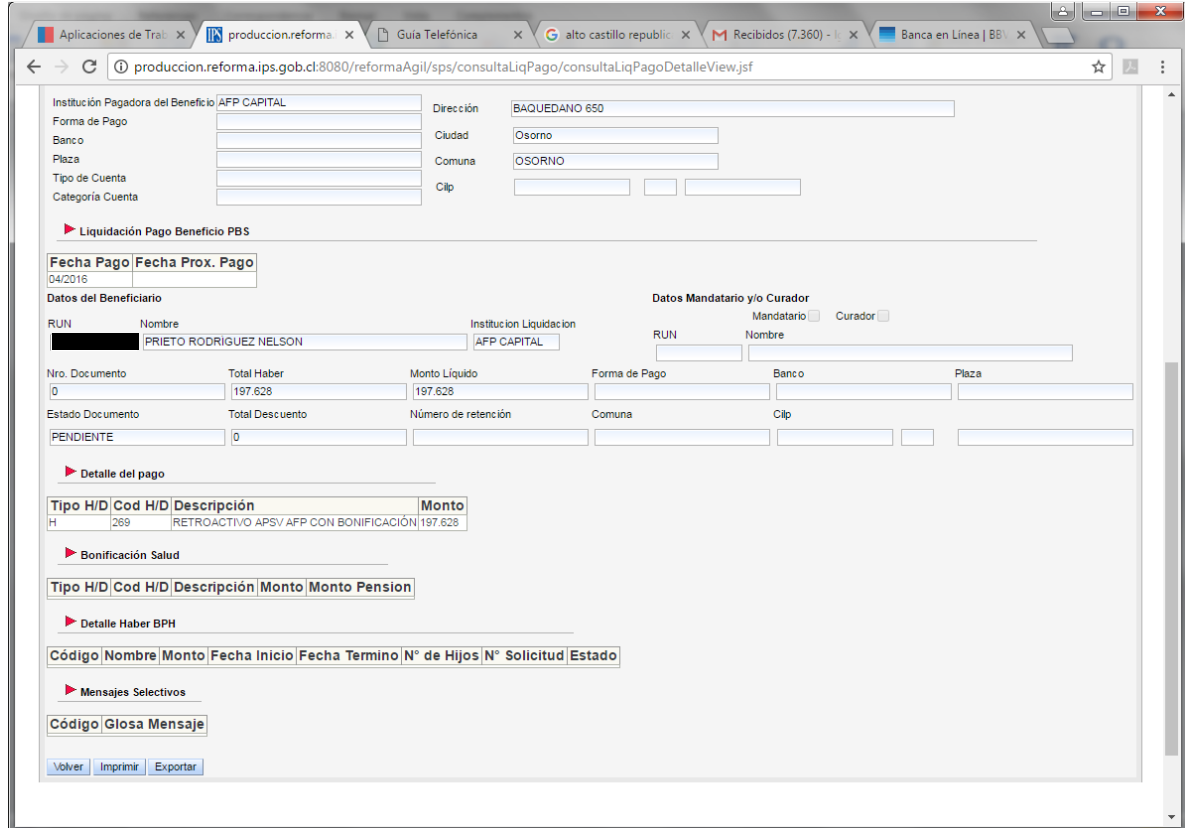 Aplicaciones de Trab
produccion.reforma.
Guía Telefónica
alto castillo republic
Recibidos (7.360) -
Banca en Línea | BBV
produccion.reforma.ips.gob.cl:8080/reformaAgil/sps/consultaLiqPago/consultaLiqPagoDetalleView.jsf
Institución Pagadora del Beneficio AFP CAPITAL Dirección BAQUEDANO 650
Forma de Pago
Banco Ciudad Osorno
Plaza Comuna OSORNO
Tipo de Cuenta Cilp
Categoría Cuenta
Liquidación Pago Beneficio PBS
Fecha Pago Fecha Prox. Pago
04/2016
Datos del Beneficiario Datos Mandatario y/o Curador
Mandatario Curador
RUN Nombre Institucion Liquidacion RUN Nombre
PRIETO RODRÍGUEZ NELSON AFP CAPITAL
Nro. Documento Total Haber Monto Líquido Forma de Pago Banco Plaza
0 197.628 197.628
Estado Documento Total Descuento Número de retención Comuna Cilp
PENDIENTE 0
Detalle del pago
Tipo H/D Cod H/D Descripción Monto
H 269 RETROACTIVO APSV AFP CON BONIFICACIÓN 197.628
Bonificación Salud
Tipo H/D Cod H/D Descripción Monto Monto Pension
Detalle Haber BPH
Código Nombre Monto Fecha Inicio Fecha Termino N° de Hijos N° Solicitud Estado
Mensajes Selectivos
Código Glosa Mensaje
Volver Imprimir Exportar